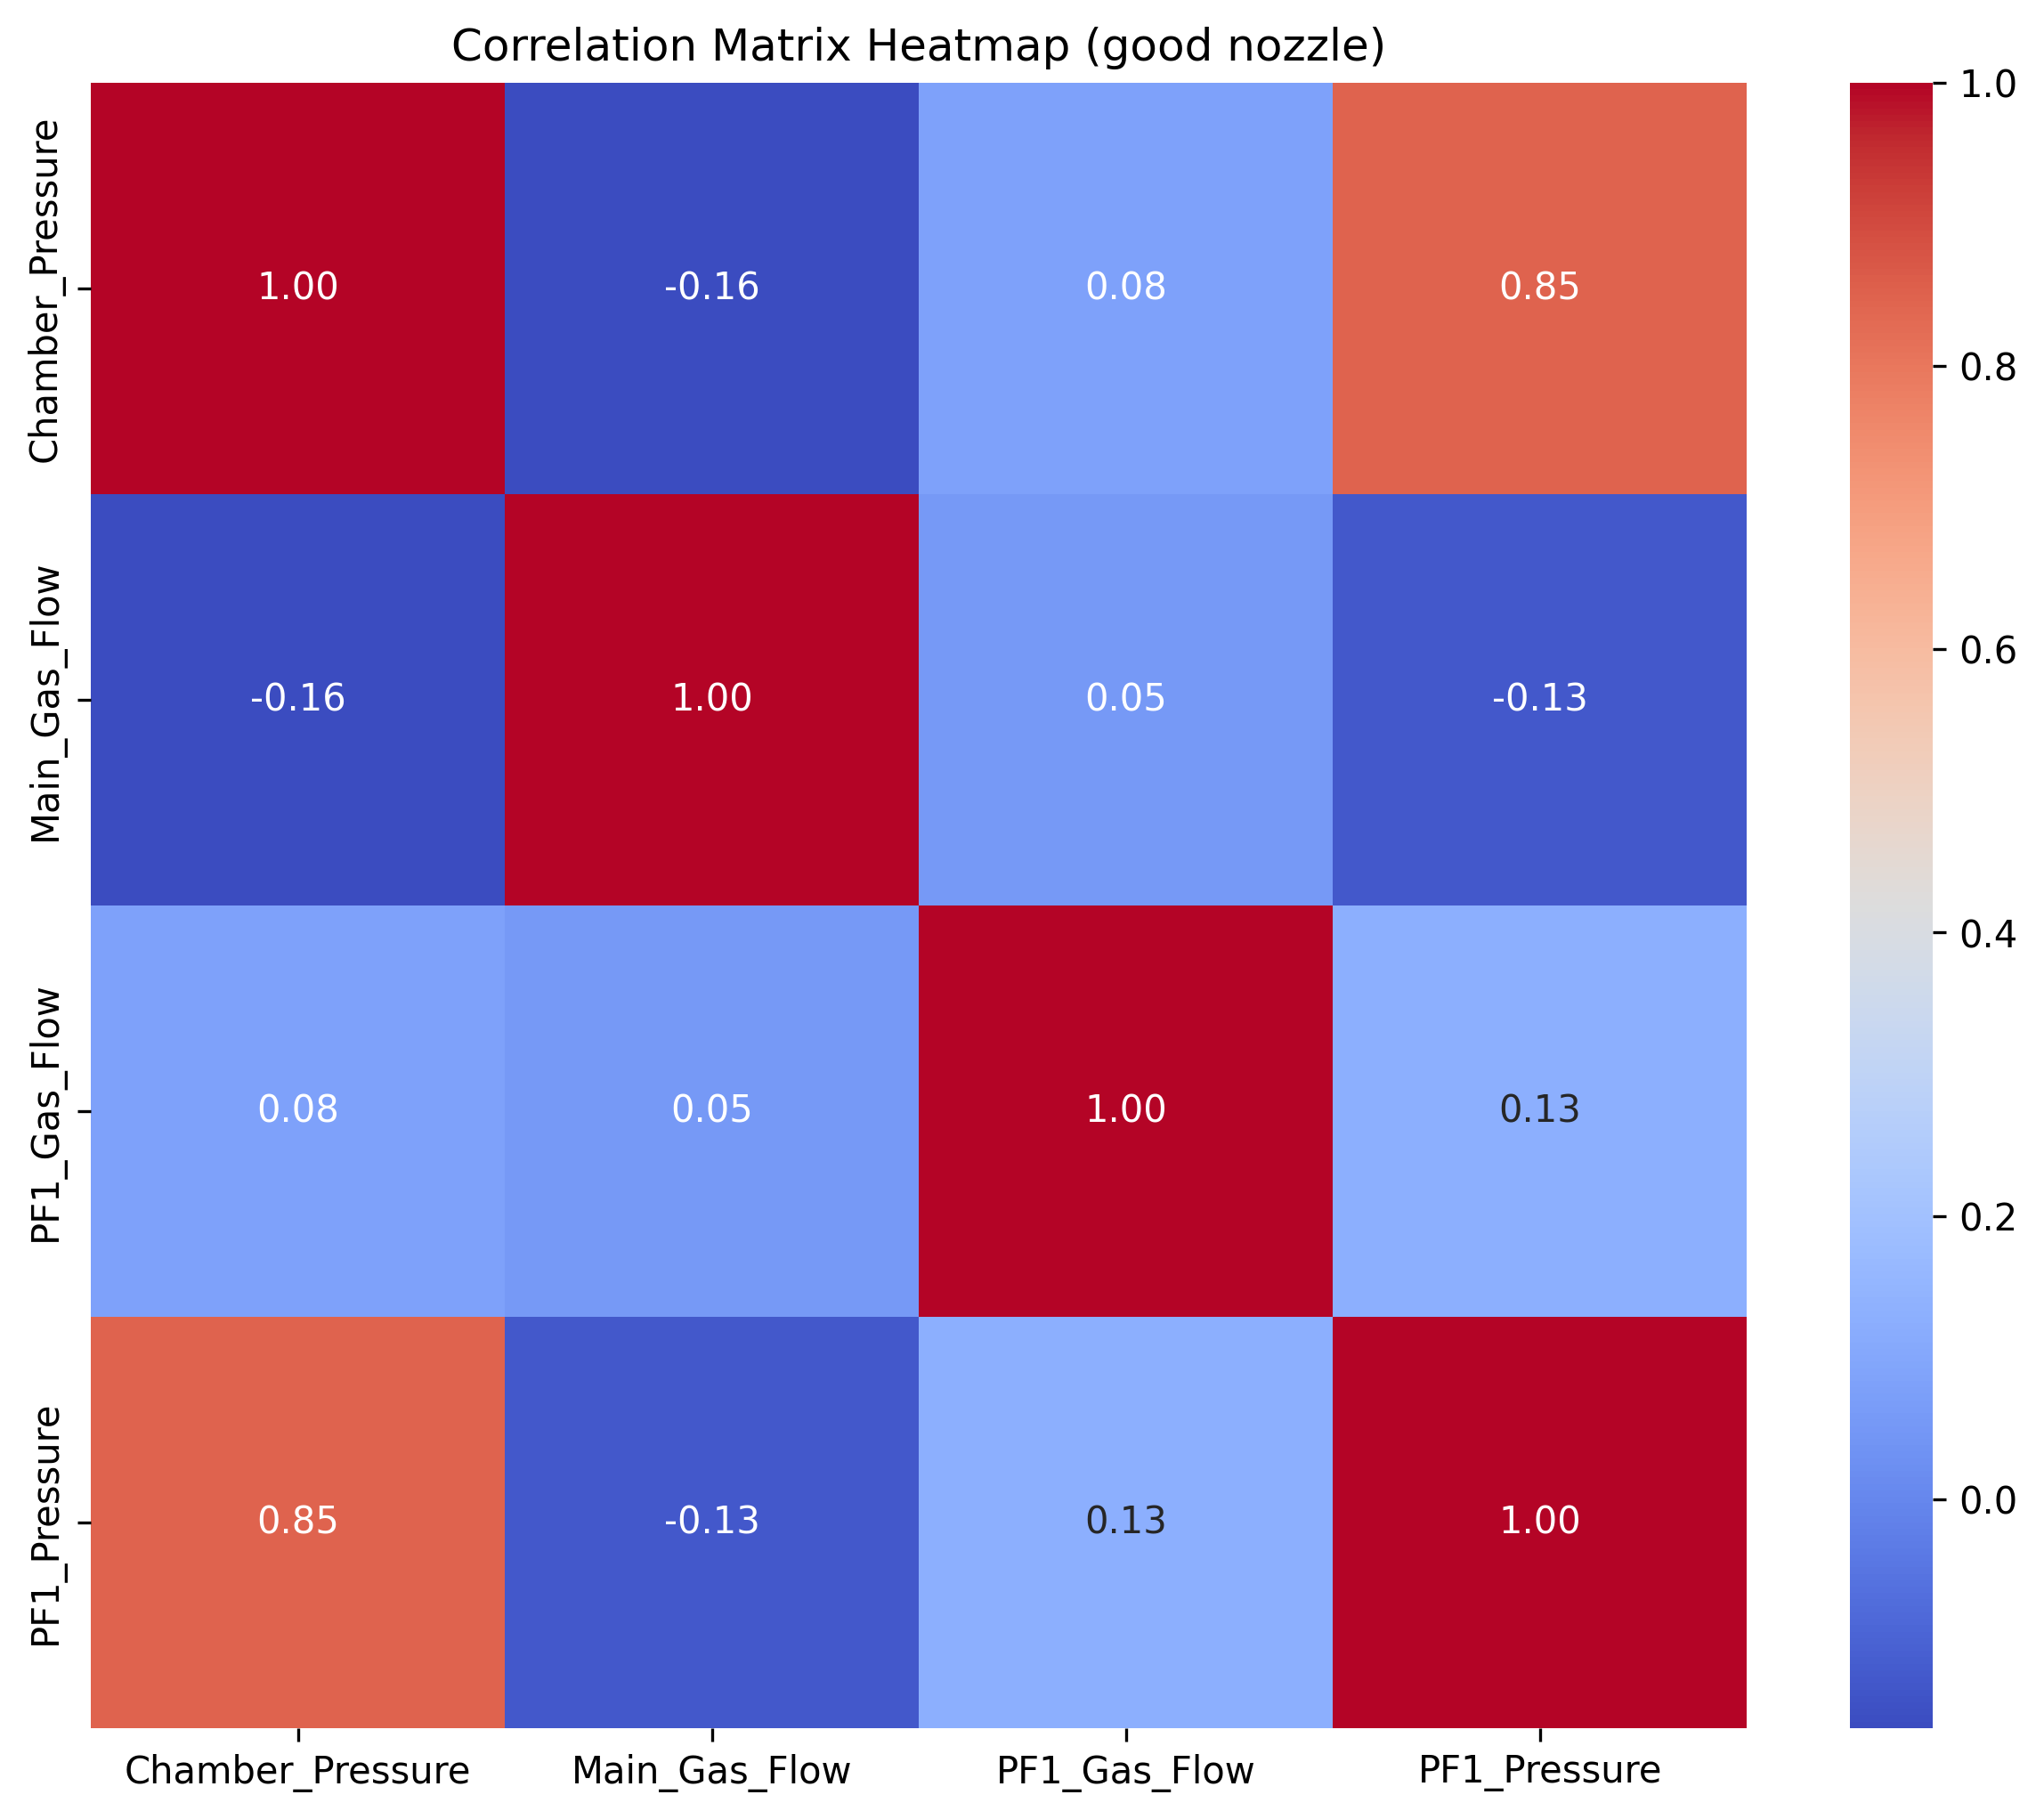 Correlation Matrix Heatmap (good nozzle)
Chamber_Pressure
1.00 -0.16 0.08 0.85
Main_Gas_Flow
-0.16 1.00 0.05 -0.13
PF1_Gas_Flow
0.08 0.05 1.00 0.13
PF1_Pressure
0.85 -0.13 0.13 1.00
Chamber_Pressure Main_Gas_Flow PF1_Gas_Flow PF1_Pressure
1.0
0.8
0.6
0.4
0.2
0.0